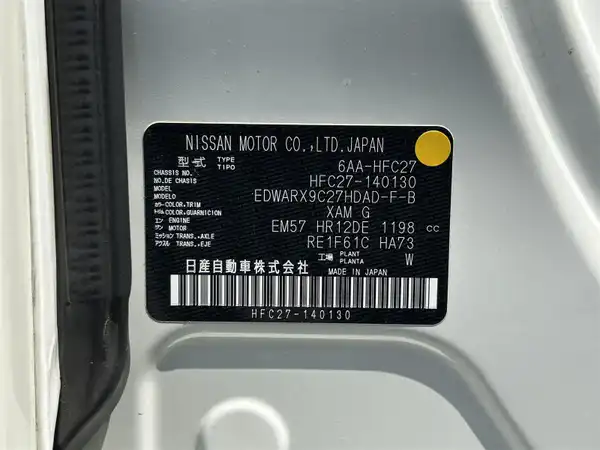 NISSAN MOTOR CO.,LTD.JAPAN
型式 TYPE TIPO 6AA-HFC27
CHASSIS NO. NO.DE CHASIS HFC27-140130
MODEL MODELO EDWARX9C27HDAD-F-B
カラー COLOR,TRIM COLOR,GUARNICION XAM G
エンジン ENGINE MOTOR EM57 HR12DE 1198 cc
ミッション アクスル TRANS.,AXLE TRANS.,EJE RE1F61C HA73
工場 PLANT PLANTA W
日産自動車株式会社 MADE IN JAPAN
HFC27-140130